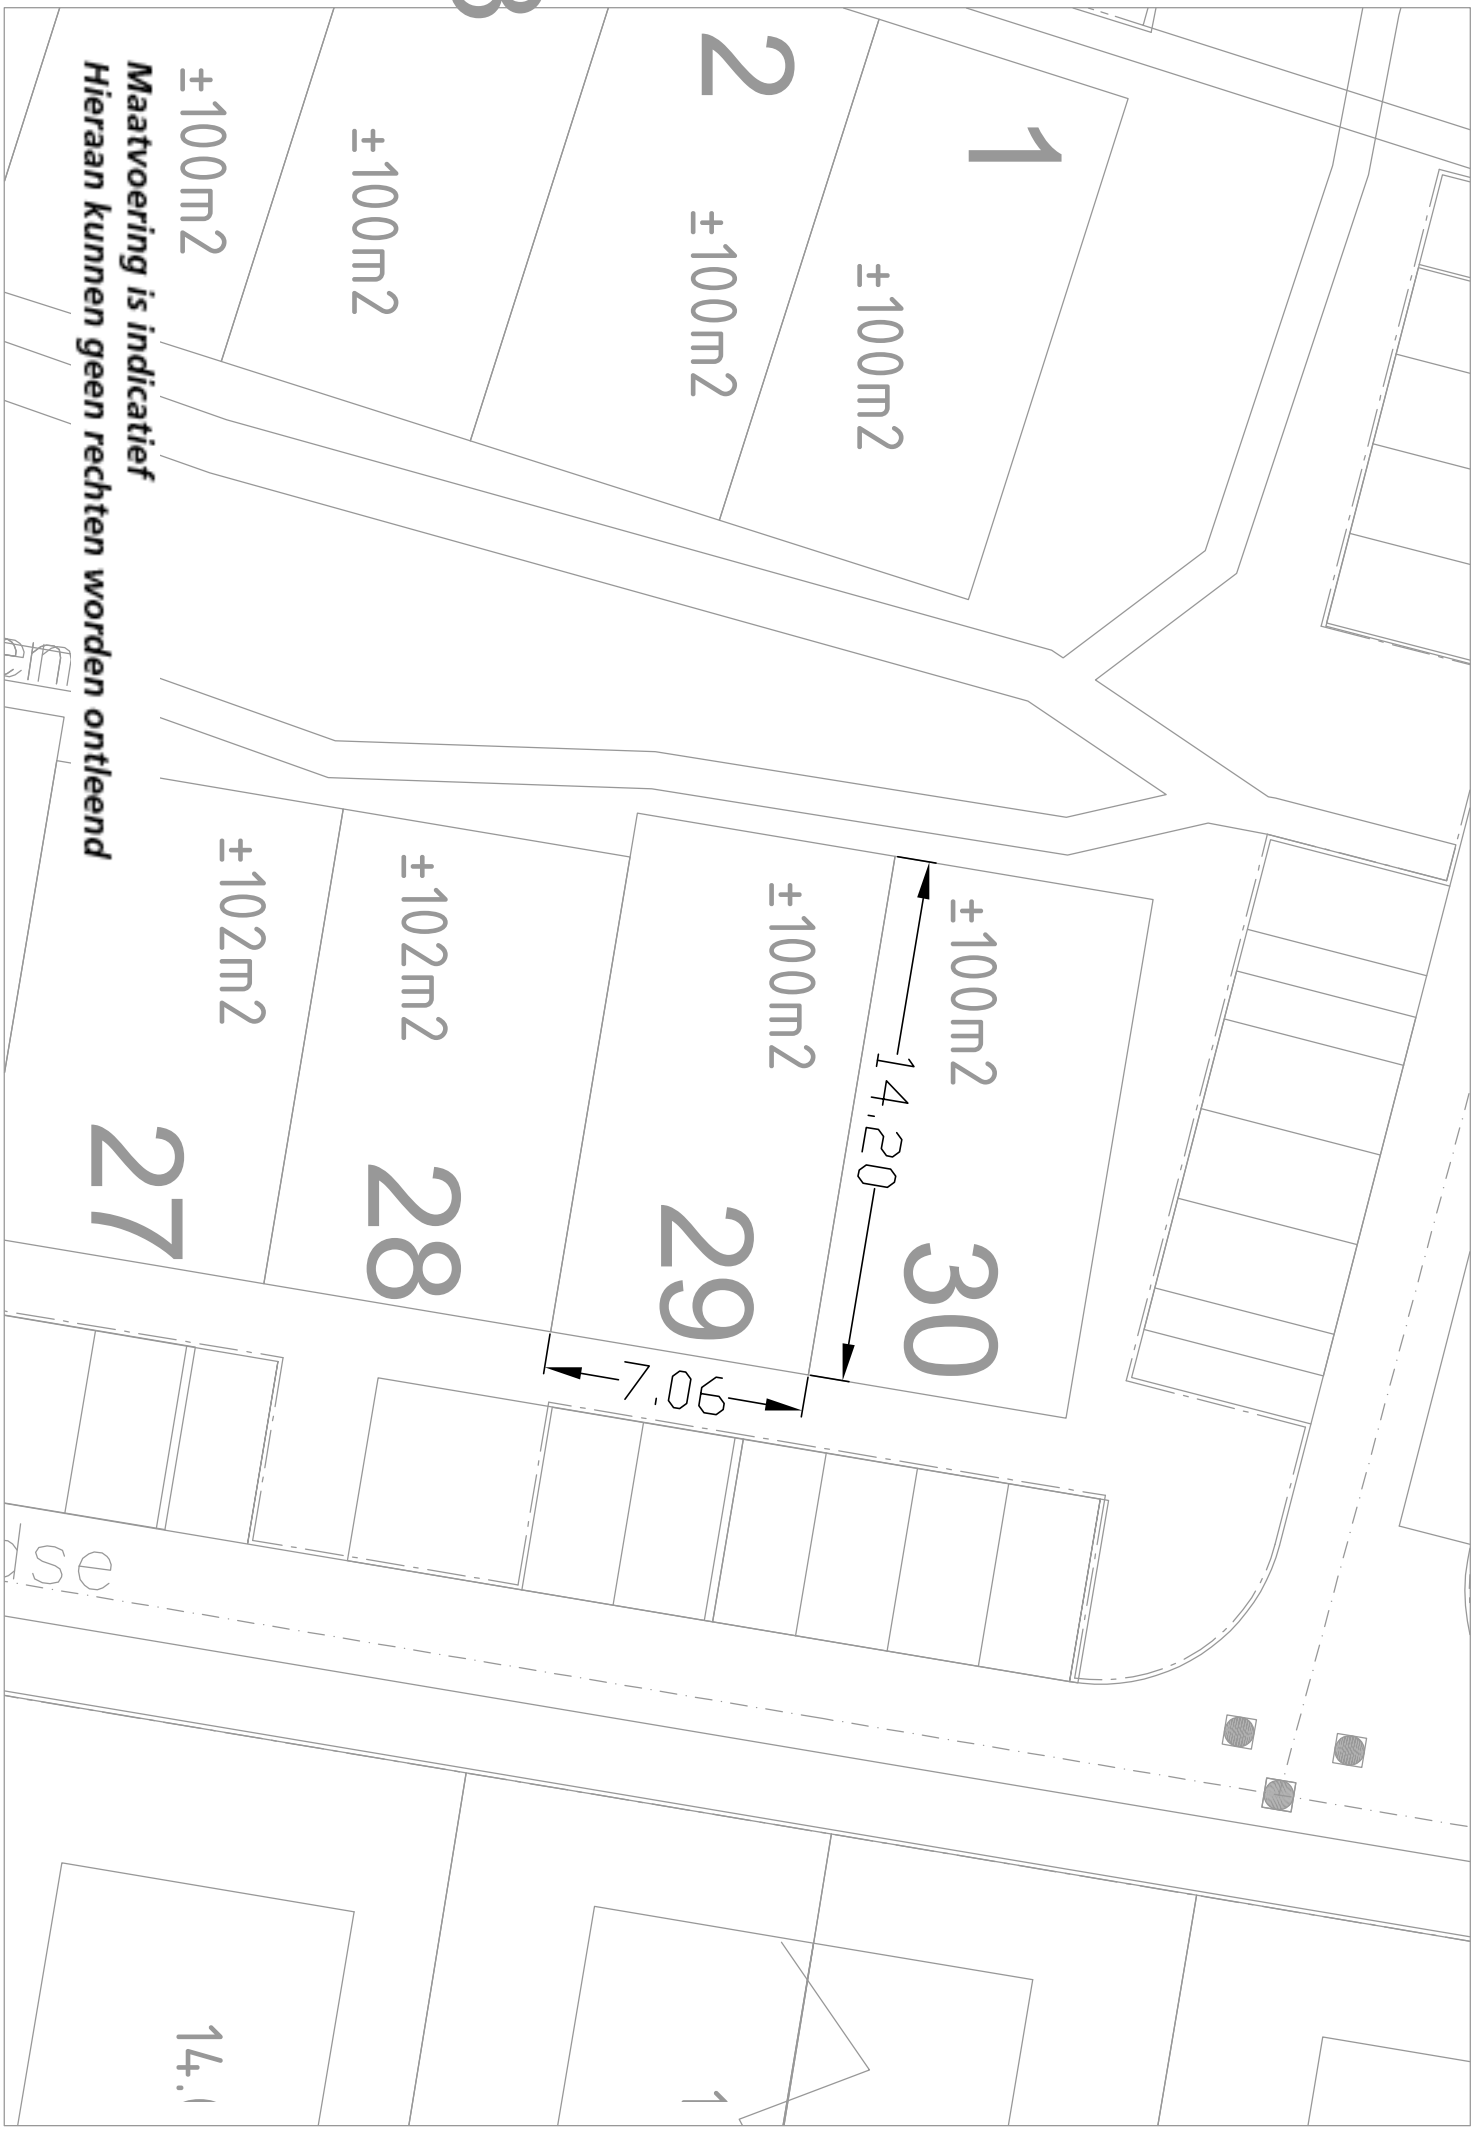 Maatvoering is indicatief
Hieraan kunnen geen rechten worden ontleend
1
±100m2
2
±100m2
±100m2
±100m2
27
±102m2
28
±102m2
29
±100m2
30
±100m2
14.20
7.06